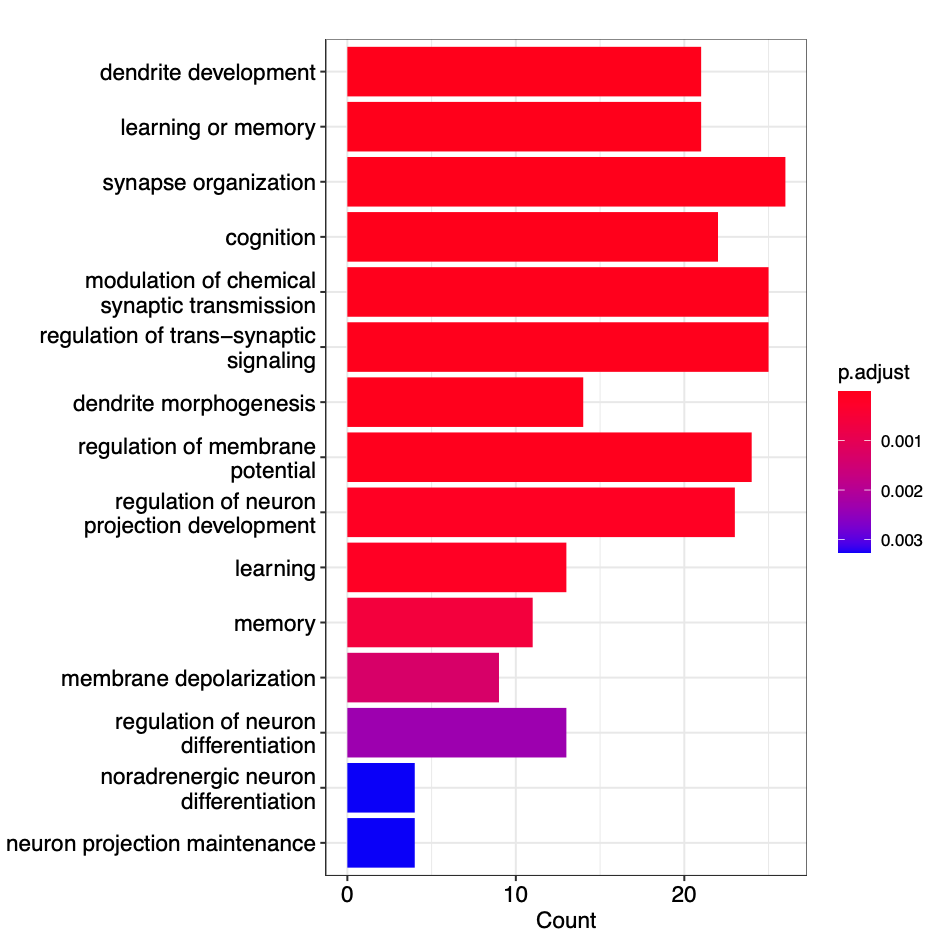 dendrite development
learning or memory
synapse organization
cognition
modulation of chemical
synaptic transmission
regulation of trans−synaptic
signaling
dendrite morphogenesis
regulation of membrane
potential
regulation of neuron
projection development
learning
memory
membrane depolarization
regulation of neuron
differentiation
noradrenergic neuron
differentiation
neuron projection maintenance
0 10 20
Count
p.adjust
0.001
0.002
0.003